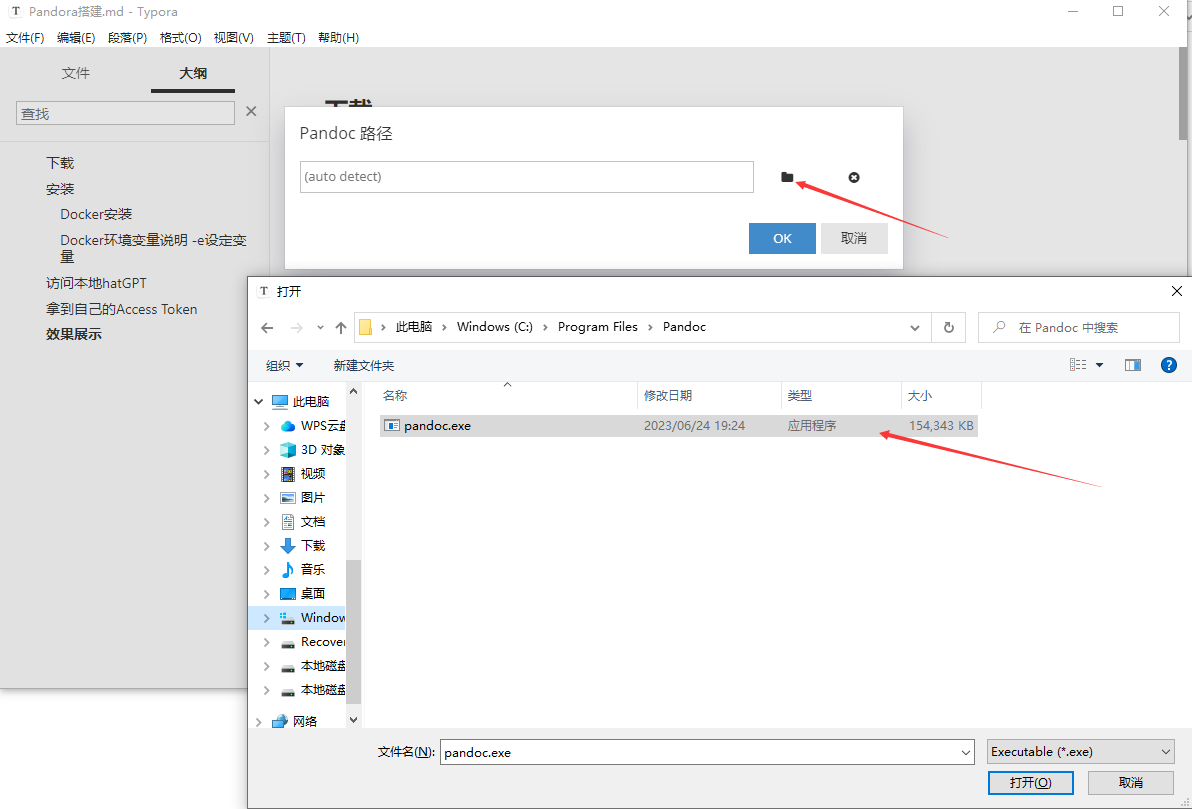 Pandora搭建.md - Typora
文件(F) 编辑(E) 段落(P) 格式(O) 视图(V) 主题(T) 帮助(H)
文件 大纲
查找
下载
安装
Docker安装
Docker环境变量说明 -e设定变
量
访问本地hatGPT
拿到自己的Access Token
效果展示
下载
Pandoc 路径
(auto detect)
OK 取消
打开
此电脑 Windows (C:) Program Files Pandoc
在 Pandoc 中搜索
组织 新建文件夹
名称 修改日期 类型 大小
pandoc.exe 2023/06/24 19:24 应用程序 154,343 KB
此电脑
WPS云盘
3D 对象
视频
图片
文档
下载
音乐
桌面
Window
Recover
本地磁盘
本地磁盘
网络
文件名(N): pandoc.exe Executable (*.exe)
打开(O) 取消